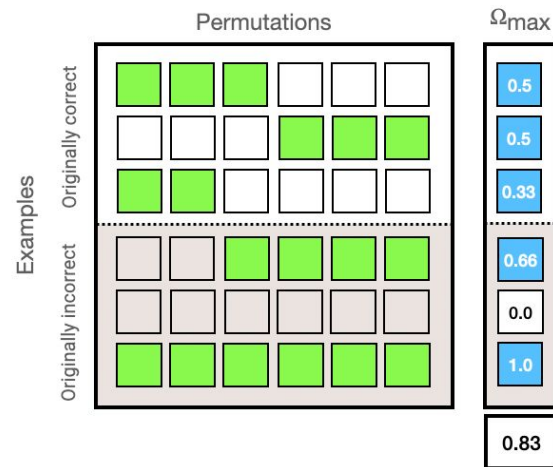 Permutations
Ωmax
Examples
Originally correct
0.5
0.5
0.33
Originally incorrect
0.66
0.0
1.0
0.83